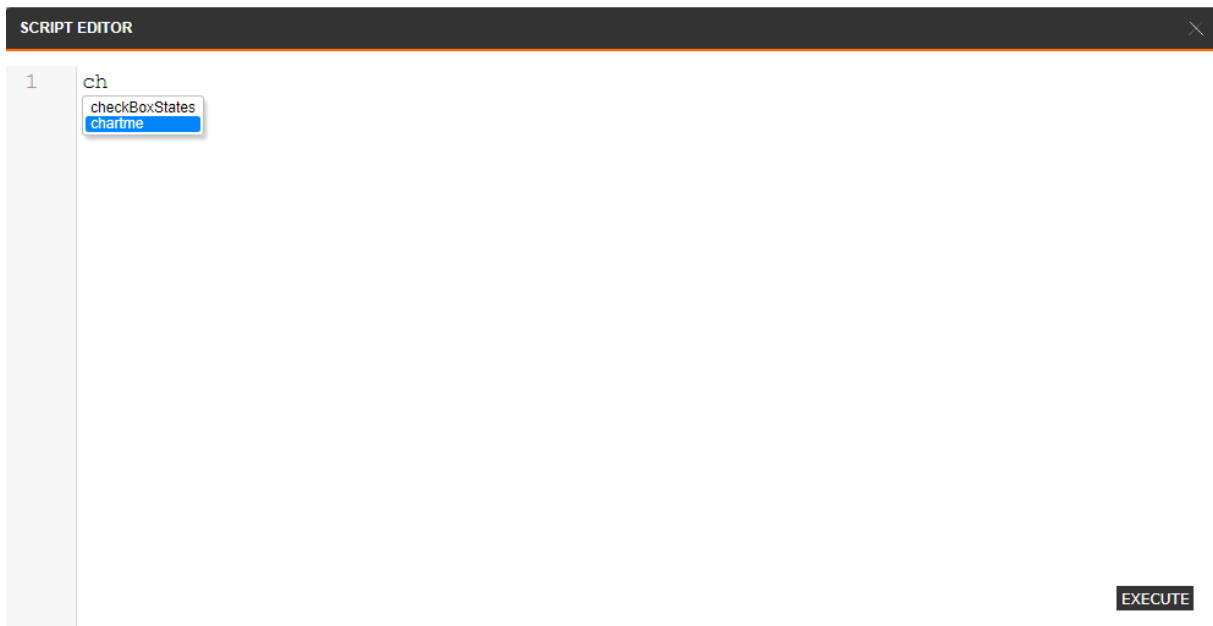 SCRIPT EDITOR
1 ch
checkBoxStates
chartme
EXECUTE